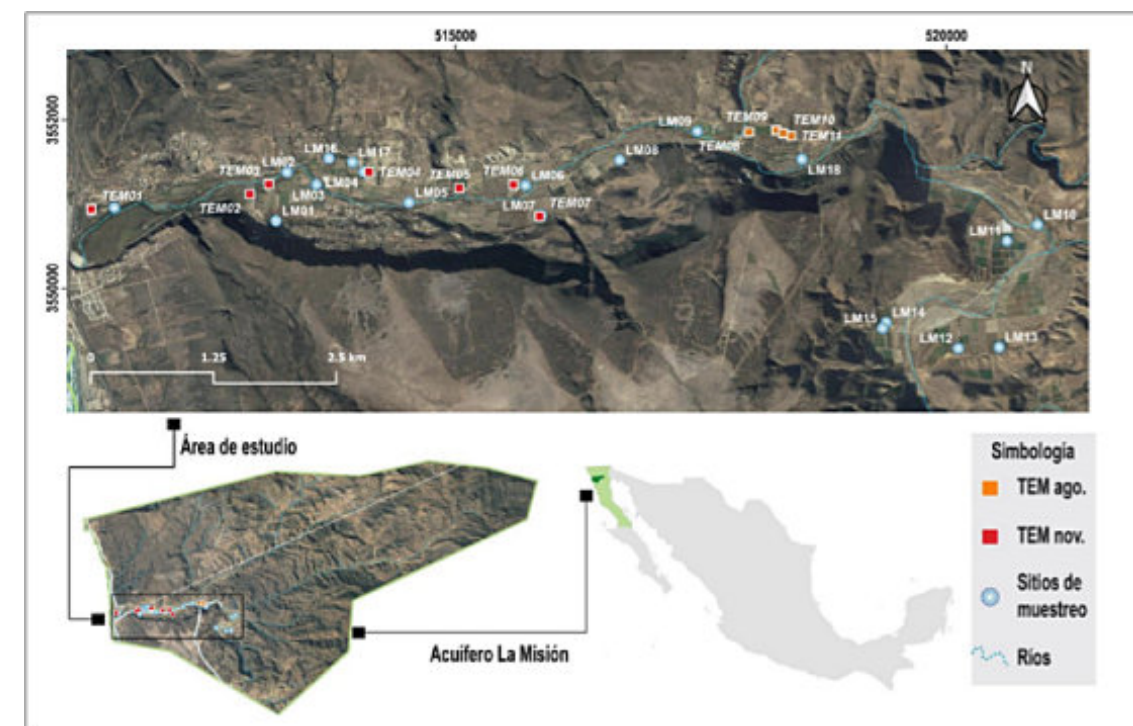 515000
520000
3552000
3550000
N
LM09
TEM09
TEM10
TEM08
TEM11
LM16
LM17
LM08
LM18
TEM03
LM02
TEM04
TEM05
TEM06
LM06
LM04
LM03
LM05
TEM01
TEM02
LM01
LM07
TEM07
LM10
LM11
LM15
LM14
LM12
LM13
0
1.25
2.5 km
Área de estudio
Acuífero La Misión
Simbología
TEM ago.
TEM nov.
Sitios de
muestreo
Ríos